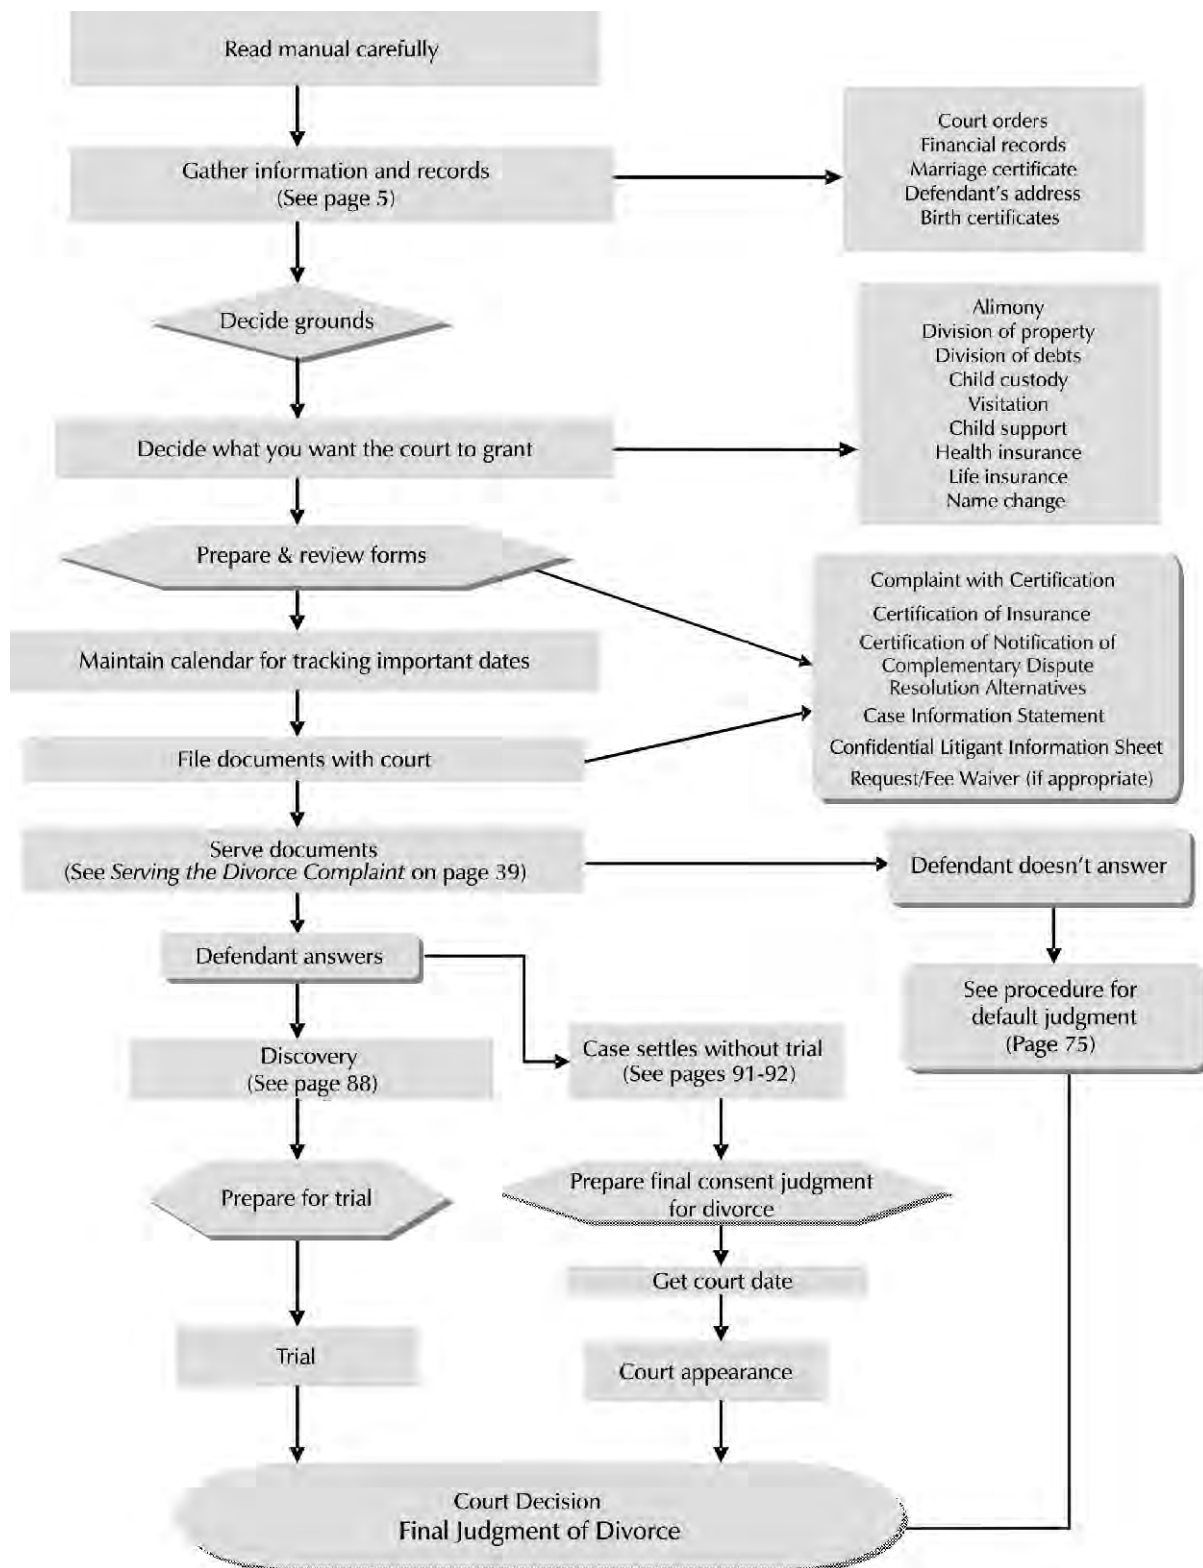 Read manual carefully
Gather information and records
(See page 5)
Court orders
Financial records
Marriage certificate
Defendant's address
Birth certificates
Decide grounds
Decide what you want the court to grant
Alimony
Division of property
Division of debts
Child custody
Visitation
Child support
Health insurance
Life insurance
Name change
Prepare & review forms
Complaint with Certification
Certification of Insurance
Certification of Notification of
Complementary Dispute
Resolution Alternatives
Case Information Statement
Confidential Litigant Information Sheet
Request/Fee Waiver (if appropriate)
Maintain calendar for tracking important dates
File documents with court
Serve documents
(See Serving the Divorce Complaint on page 39)
Defendant doesn't answer
See procedure for
default judgment
(Page 75)
Defendant answers
Discovery
(See page 88)
Case settles without trial
(See pages 91-92)
Prepare for trial
Prepare final consent judgment
for divorce
Get court date
Trial
Court appearance
Court Decision
Final Judgment of Divorce